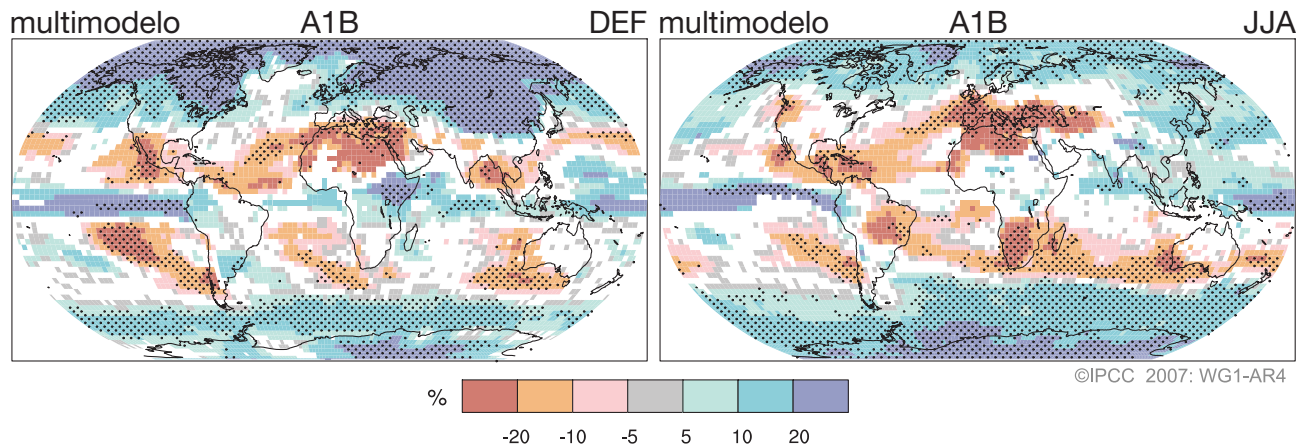 multimodelo A1B DEF
multimodelo A1B JJA
©IPCC 2007: WG1-AR4
%
-20 -10 -5 5 10 20